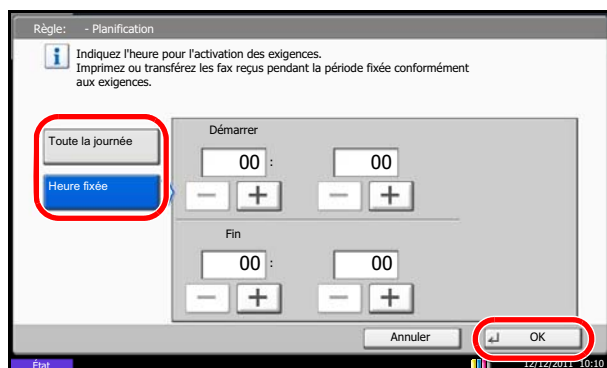 Règle: - Planification
Indiquez l'heure pour l'activation des exigences.
Imprimez ou transférez les fax reçus pendant la période fixée conformément
aux exigences.
Toute la journée
Heure fixée
Démarrer
00 : 00
Fin
00 : 00
Annuler
OK
État
12/12/2011 10:10